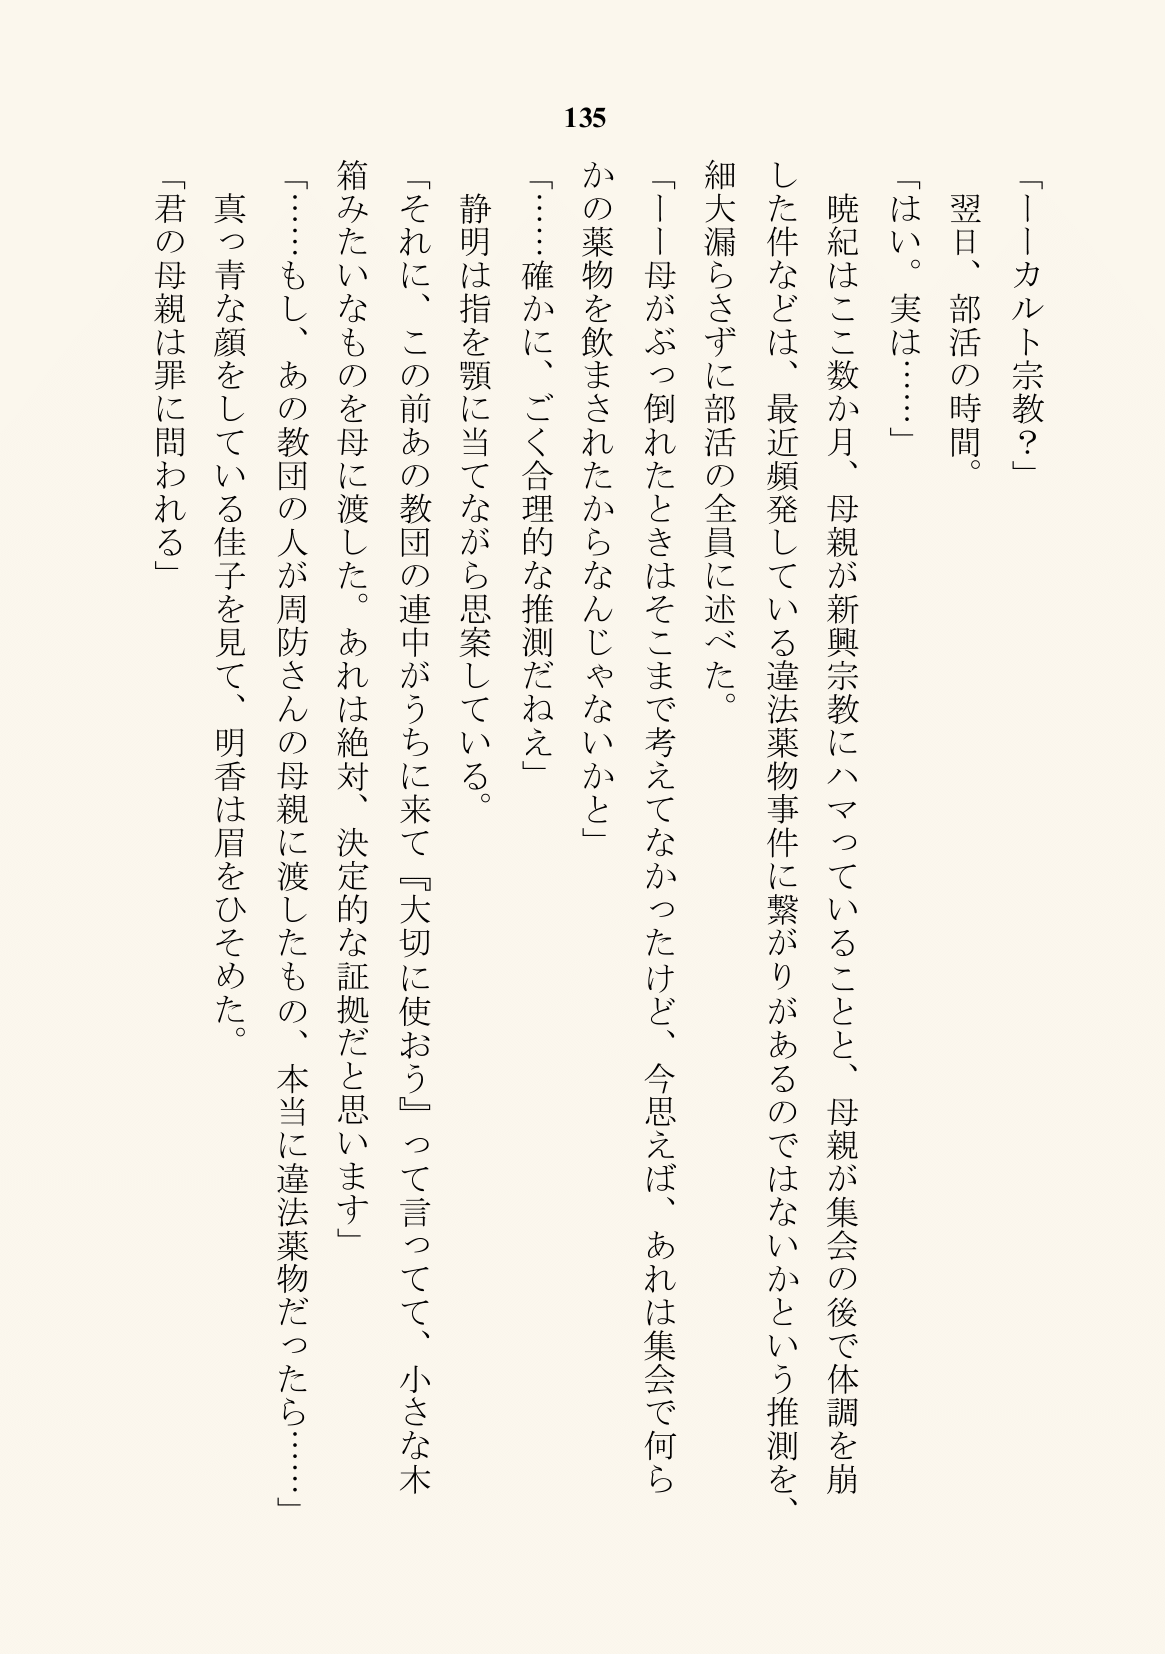 135
「ーーカルト宗教？」
翌日、部活の時間。
「はい。実は……」
暁紀はここ数か月、母親が新興宗教にハマっていることと、母親が集会の後で体調を崩
した件などは、最近頻発している違法薬物事件に繋がりがあるのではないかという推測を、
細大漏らさずに部活の全員に述べた。
「ーー母がぶっ倒れたときはそこまで考えてなかったけど、今思えば、あれは集会で何ら
かの薬物を飲まされたからなんじゃないかと」
「……確かに、ごく合理的な推測だねえ」
静明は指を顎に当てながら思案している。
「それに、この前あの教団の連中がうちに来て『大切に使おう』って言ってて、小さな木
箱みたいなものを母に渡した。あれは絶対、決定的な証拠だと思います」
「……もし、あの教団の人が周防さんの母親に渡したもの、本当に違法薬物だったら……」
真っ青な顔をしている佳子を見て、明香は眉をひそめた。
「君の母親は罪に問われる」